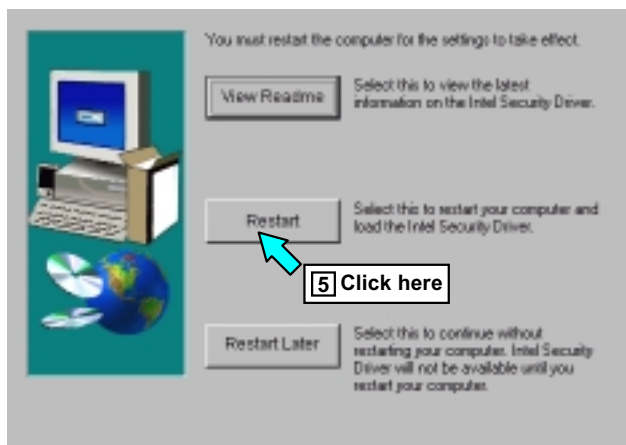 You must restart the computer for the settings to take effect.
View Readme
Select this to view the latest
information on the Intel Security Driver.
Restart
Select this to restart your computer and
load the Intel Security Driver.
5 Click here
Restart Later
Select this to continue without
restarting your computer. Intel Security
Driver will not be available until you
restart your computer.